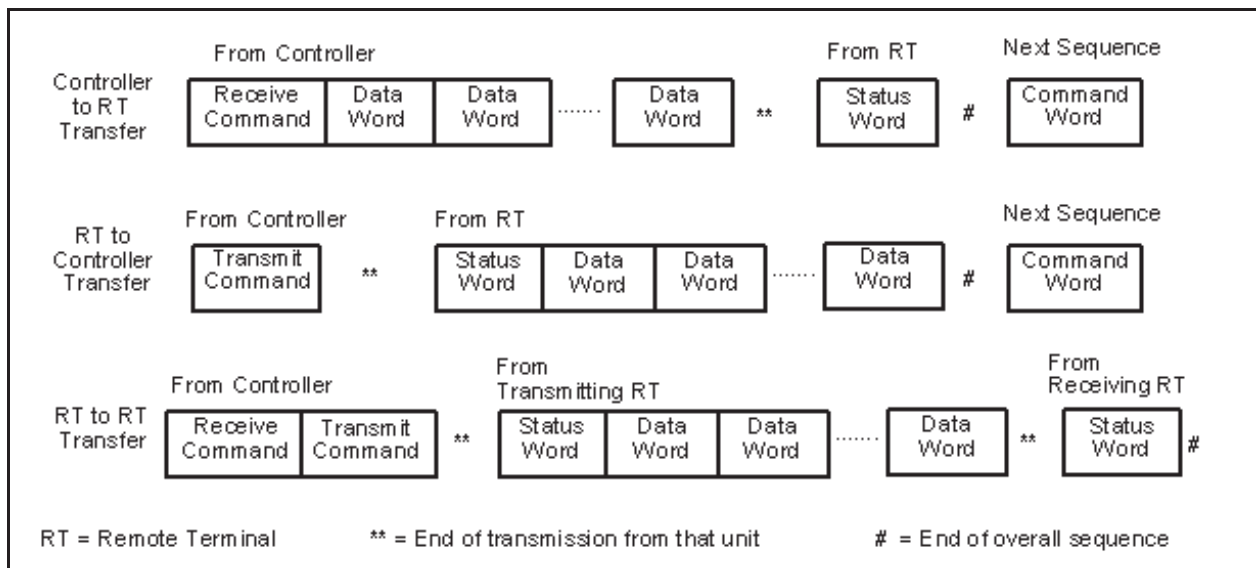 From Controller From RT Next Sequence
Controller to RT Transfer
Receive Command Data Word Data Word ...... Data Word ** Status Word # Command Word
From Controller From RT Next Sequence
RT to Controller Transfer
Transmit Command ** Status Word Data Word Data Word ...... Data Word # Command Word
From Controller From Transmitting RT From Receiving RT
RT to RT Transfer
Receive Command Transmit Command ** Status Word Data Word Data Word ...... Data Word ** Status Word #
RT = Remote Terminal ** = End of transmission from that unit # = End of overall sequence